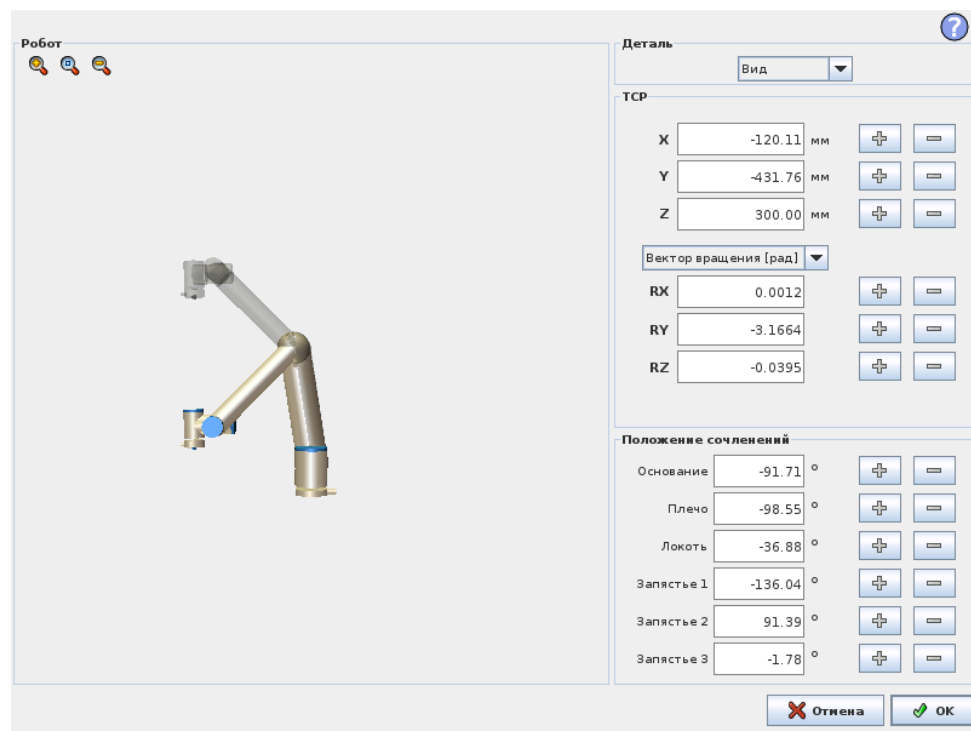 ?
Робот
Деталь
Вид
TCP
X -120.11 мм
Y -431.76 мм
Z 300.00 мм
Вектор вращения [рад]
RX 0.0012
RY -3.1664
RZ -0.0395
Положение сочленений
Основание -91.71 °
Плечо -98.55 °
Локоть -36.88 °
Запястье 1 -136.04 °
Запястье 2 91.39 °
Запястье 3 -1.78 °
Отмена OK